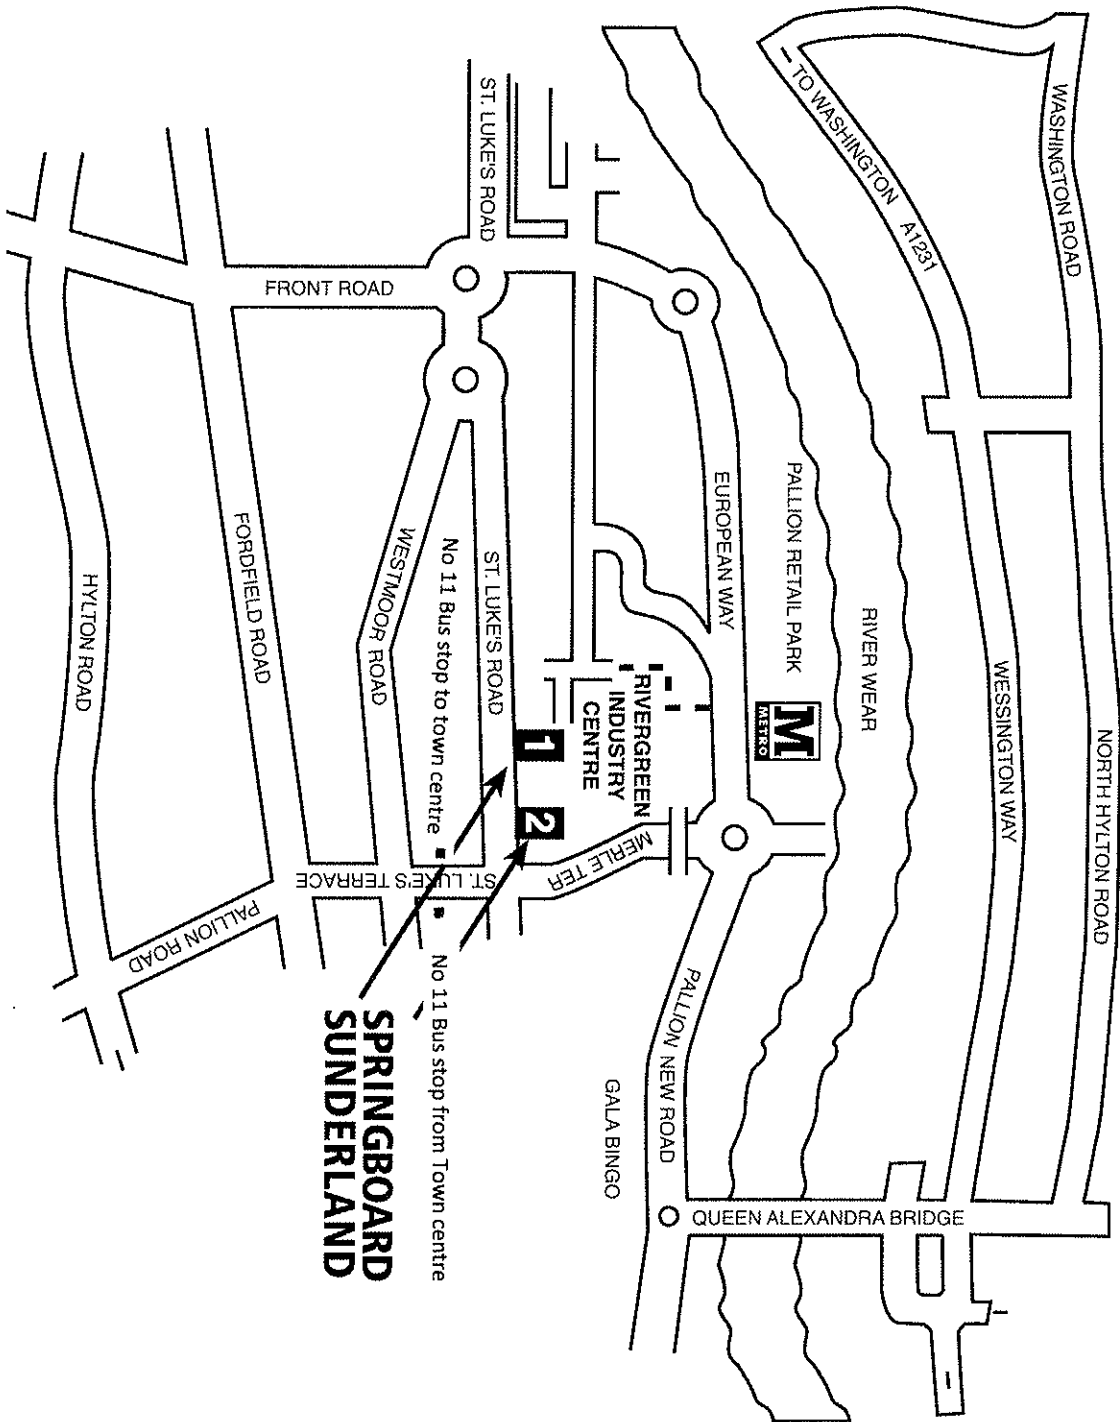 WASHINGTON ROAD
TO WASHINGTON A1231
NORTH HYLTON ROAD
WESSINGTON WAY
RIVER WEAR
PALLION RETAIL PARK
M
METRO
EUROPEAN WAY
QUEEN ALEXANDRA BRIDGE
PALLION NEW ROAD
GALA BINGO
RIVERGREEN
INDUSTRY
CENTRE
MERLE TER
1
2
ST. LUKE'S ROAD
ST. LUKE'S ROAD
No 11 Bus stop to town centre
No 11 Bus stop from Town centre
ST. LUKE'S TERRACE
WESTMOOR ROAD
FRONT ROAD
SPRINGBOARD
SUNDERLAND
FORDFIELD ROAD
PALLION ROAD
HYLTON ROAD